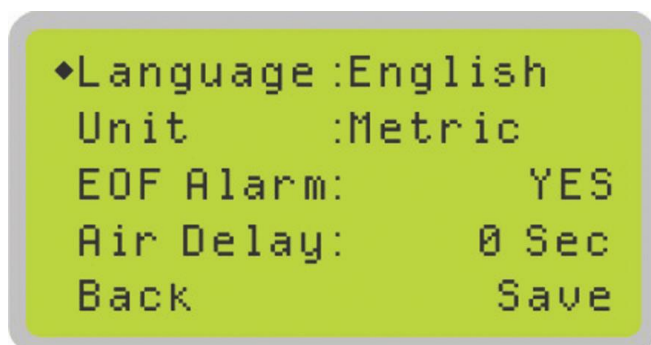 ◆Language:English
Unit :Metric
EOF Alarm: YES
Air Delay: 0 Sec
Back Save